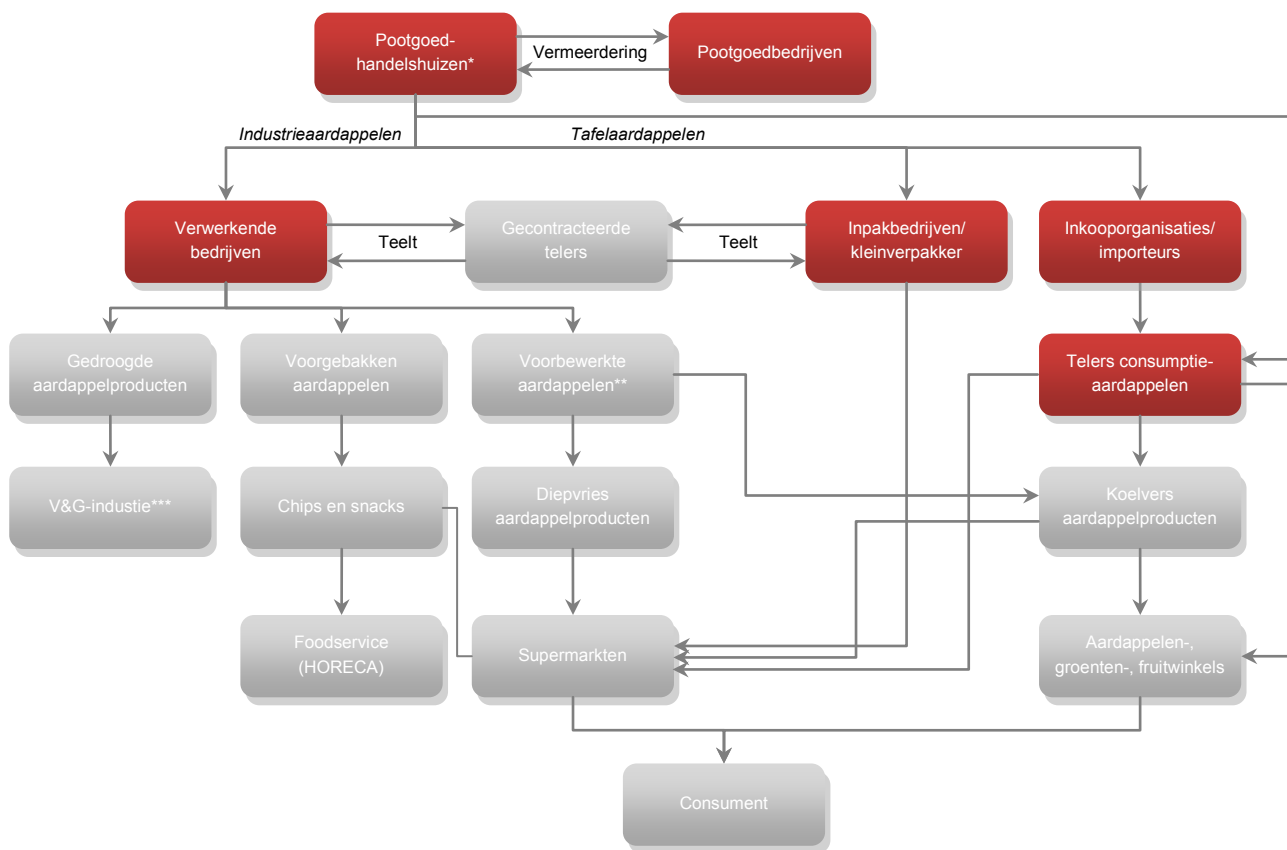 Pootgoed-
handelshuizen*
Vermeerdering
Pootgoedbedrijven
Industrieaardappelen
Tafelaardappelen
Verwerkende
bedrijven
Teelt
Gecontracteerde
telers
Teelt
Inpakbedrijven/
kleinverpakker
Inkooporganisaties/
importeurs
Gedroogde
aardappelproducten
Voorgebakken
aardappelen
Voorbewerkte
aardappelen**
Telers consumptie-
aardappelen
V&G-industie***
Chips en snacks
Diepvries
aardappelproducten
Koelvers
aardappelproducten
Foodservice
(HORECA)
Supermarkten
Aardappelen-,
groenten-, fruitwinkels
Consument